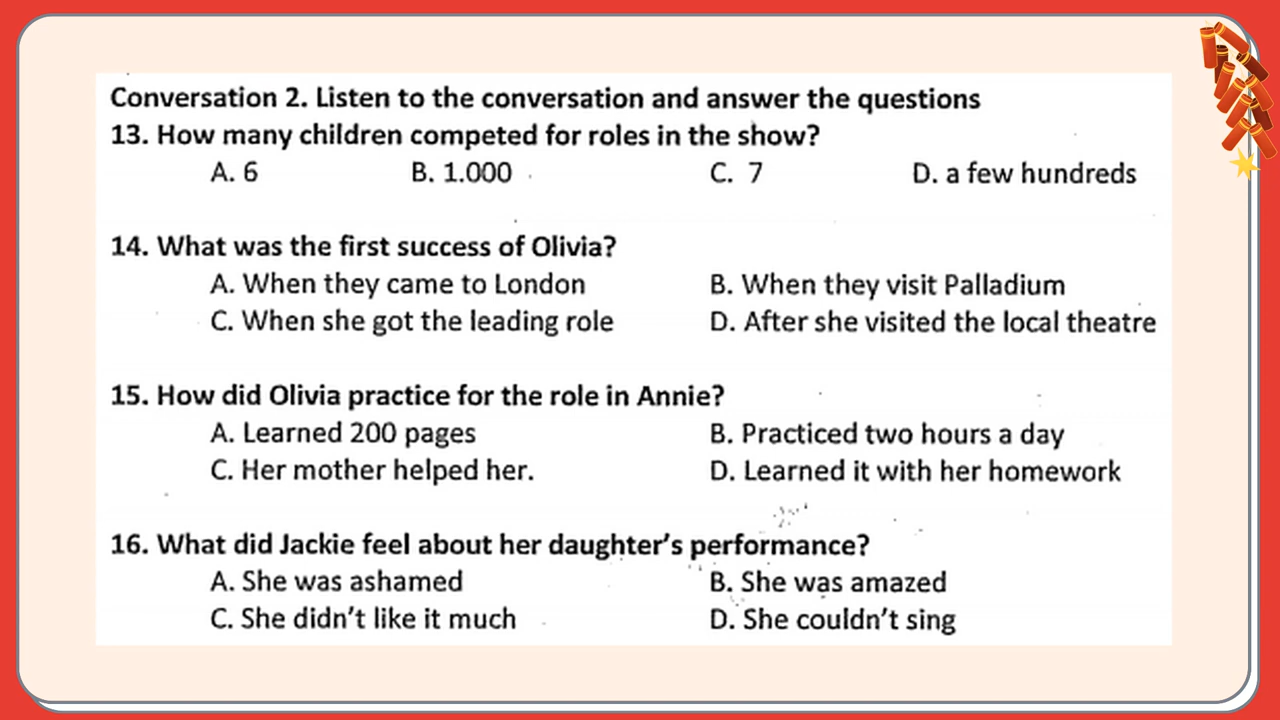 Conversation 2. Listen to the conversation and answer the questions
13. How many children competed for roles in the show?
A. 6 B. 1.000 C. 7 D. a few hundreds
14. What was the first success of Olivia?
A. When they came to London B. When they visit Palladium
C. When she got the leading role D. After she visited the local theatre
15. How did Olivia practice for the role in Annie?
A. Learned 200 pages B. Practiced two hours a day
C. Her mother helped her. D. Learned it with her homework
16. What did Jackie feel about her daughter's performance?
A. She was ashamed B. She was amazed
C. She didn't like it much D. She couldn't sing